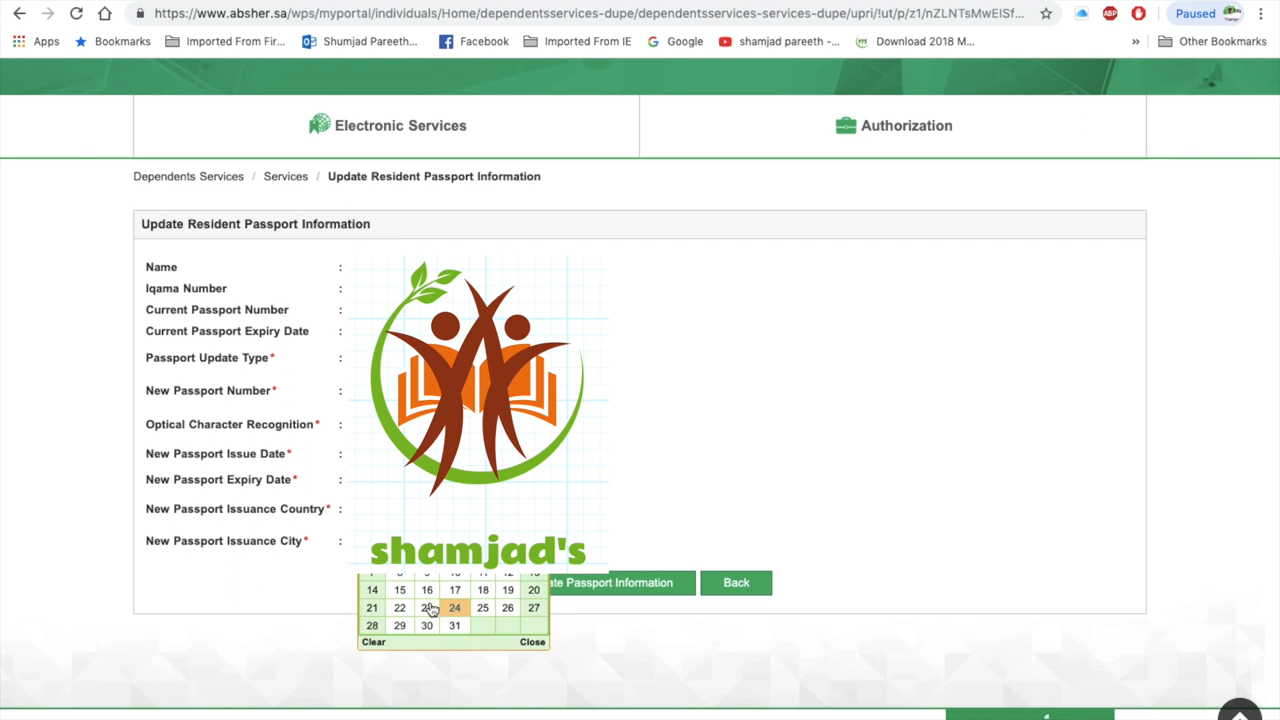 https://www.absher.sa/wps/myportal/individuals/Home/dependentsservices-dupe/dependentsservices-services-dupe/upri/!ut/p/z1/nZLNTsMwEISf...
ABP
Paused
Apps
Bookmarks
Imported From Fir...
Shumjad Pareeth...
Facebook
Imported From IE
Google
shamjad pareeth -...
Download 2018 M...
»
Other Bookmarks
Electronic Services
Authorization
Dependents Services / Services / Update Resident Passport Information
Update Resident Passport Information
Name :
Iqama Number :
Current Passport Number :
Current Passport Expiry Date :
Passport Update Type* :
New Passport Number* :
Optical Character Recognition* :
New Passport Issue Date* :
New Passport Expiry Date* :
New Passport Issuance Country* :
New Passport Issuance City* :
shamjad's
ate Passport Information
Back
14 15 16 17 18 19 20
21 22 24 25 26 27
28 29 30 31
Clear Close